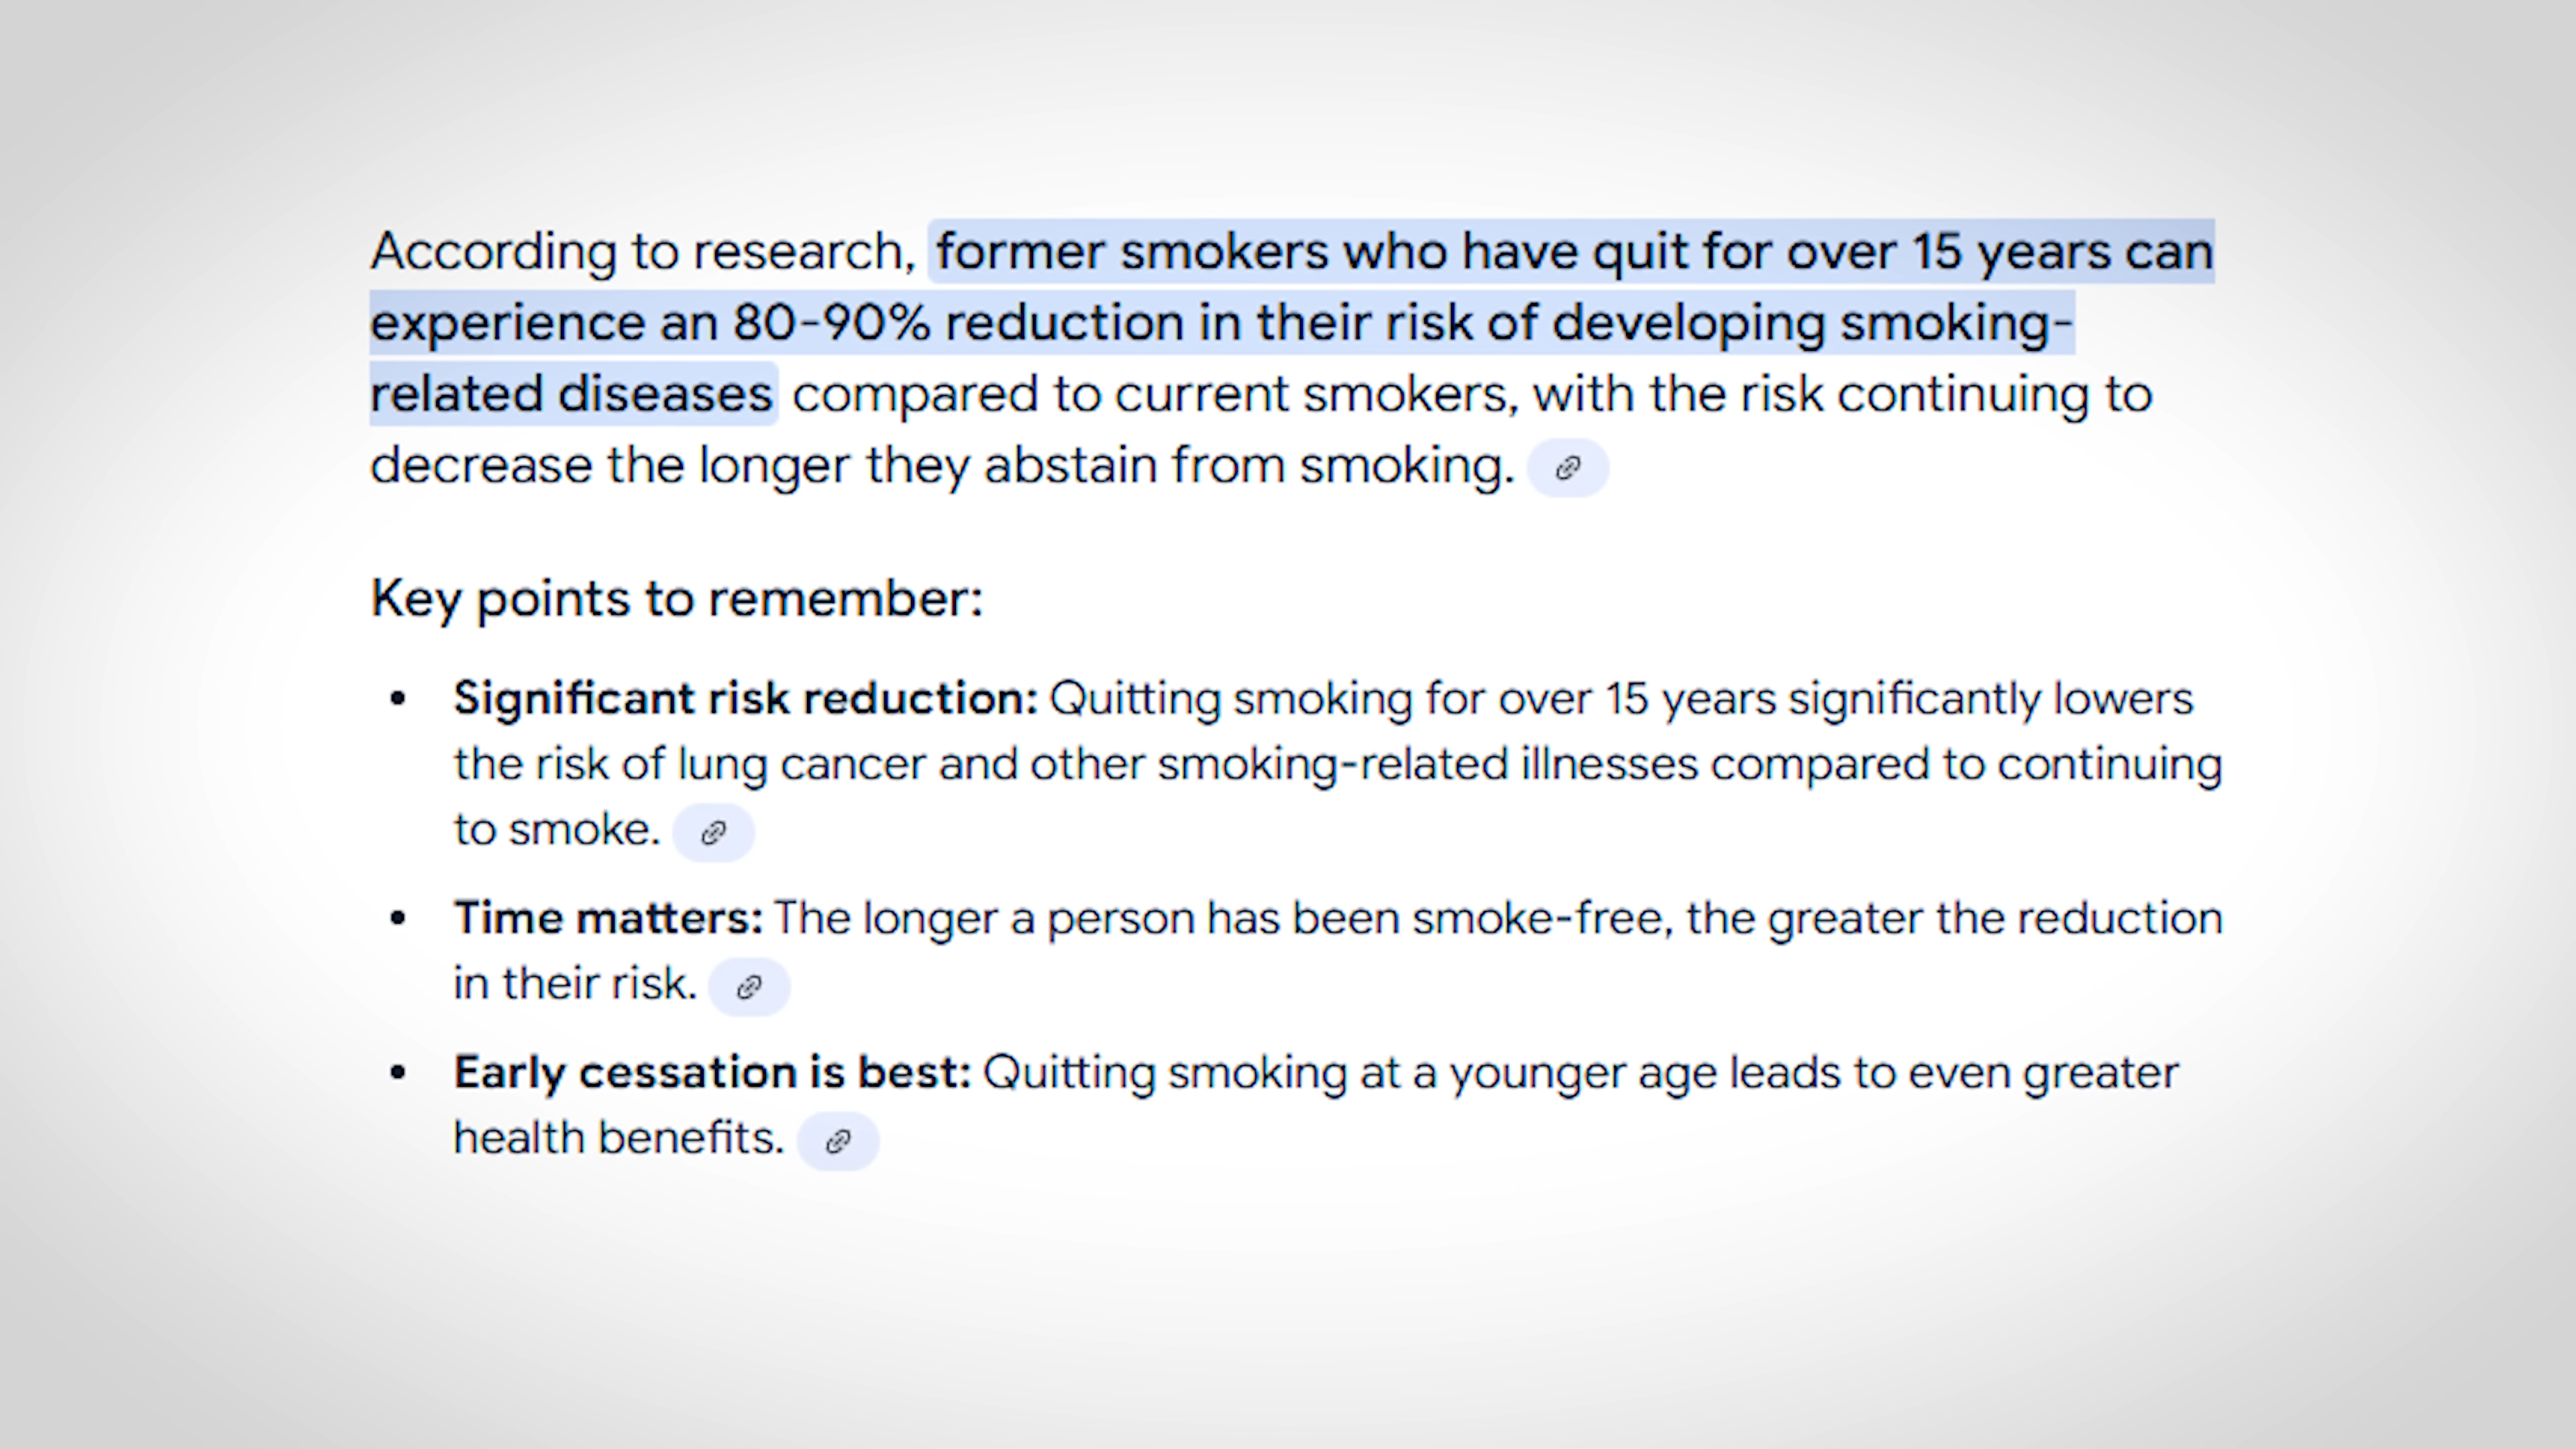 According to research, former smokers who have quit for over 15 years can
experience an 80-90% reduction in their risk of developing smoking-
related diseases compared to current smokers, with the risk continuing to
decrease the longer they abstain from smoking.
Key points to remember:
• Significant risk reduction: Quitting smoking for over 15 years significantly lowers
the risk of lung cancer and other smoking-related illnesses compared to continuing
to smoke.
• Time matters: The longer a person has been smoke-free, the greater the reduction
in their risk.
• Early cessation is best: Quitting smoking at a younger age leads to even greater
health benefits.